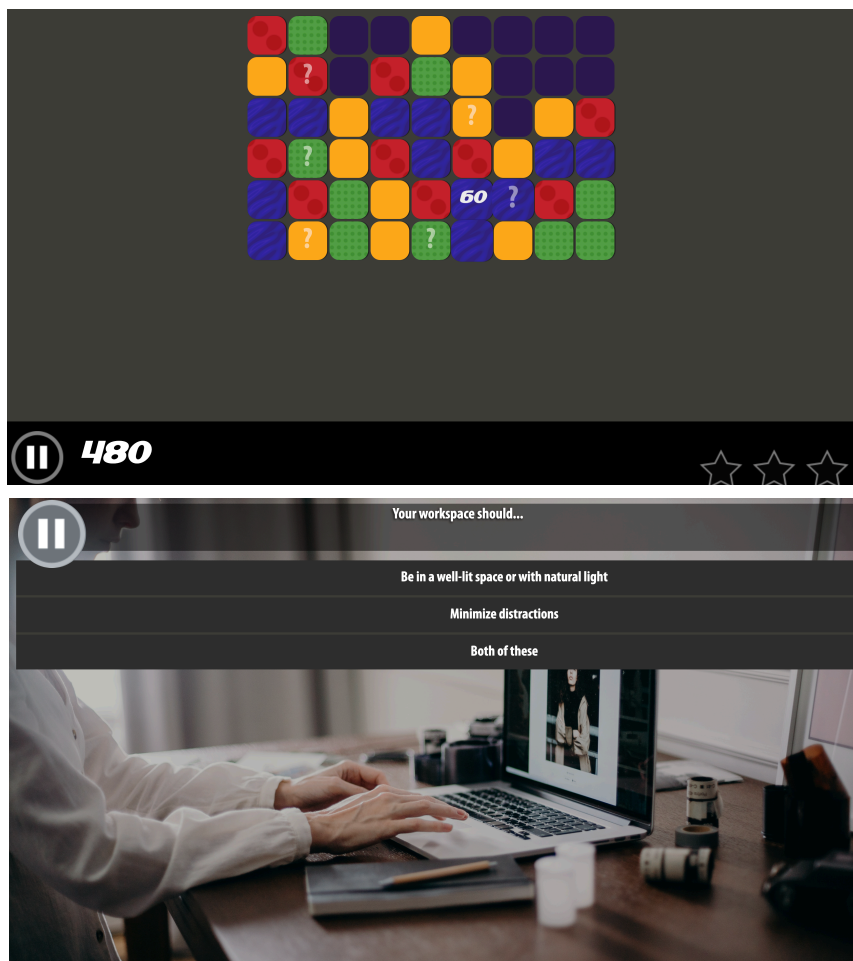 ?
?
?
60 ?
? ?
480
Your workspace should...
Be in a well-lit space or with natural light
Minimize distractions
Both of these